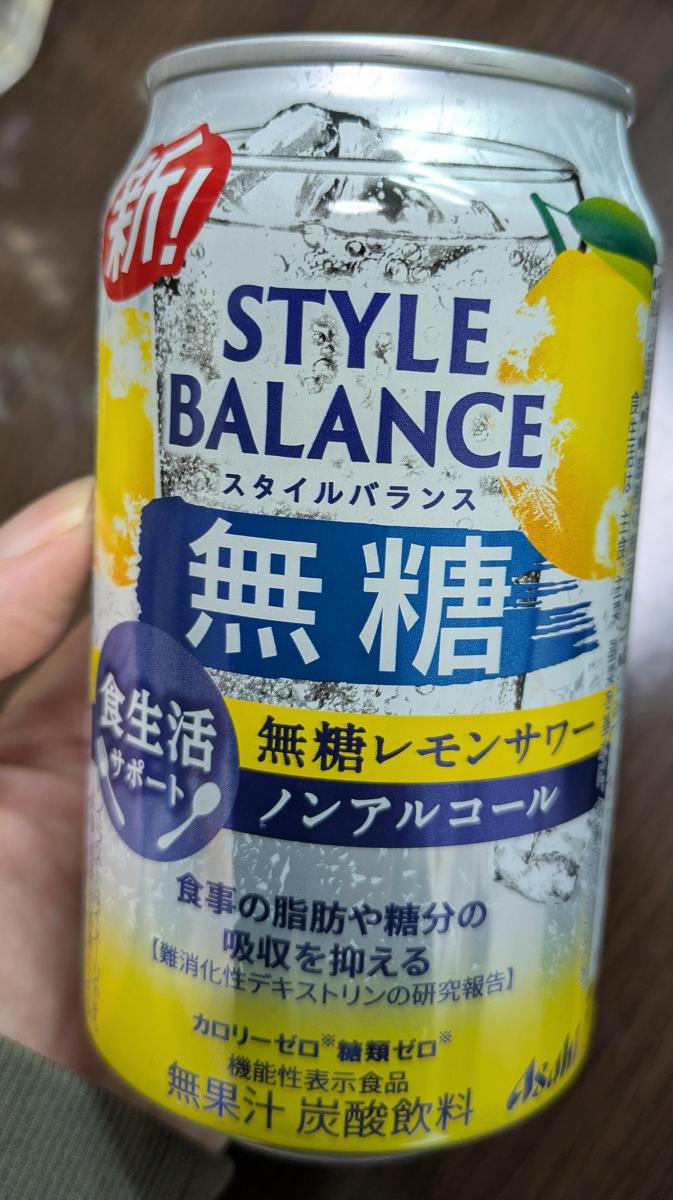 新!
STYLE
BALANCE
スタイルバランス
無糖
食生活
サポート
無糖レモンサワー
ノンアルコール
食事の脂肪や糖分の
吸収を抑える
【難消化性デキストリンの研究報告】
カロリーゼロ※糖類ゼロ※
機能性表示食品
無果汁 炭酸飲料
Asahi